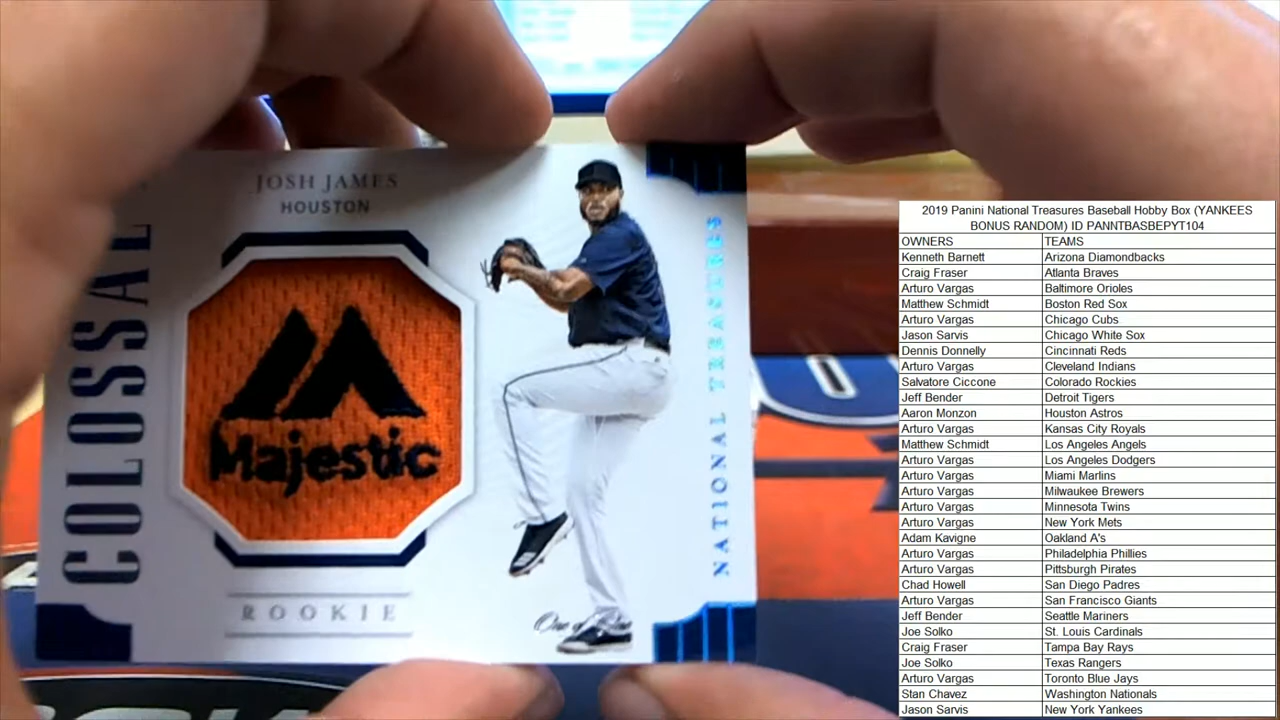 JOSH JAMES
HOUSTON
COLOSSAL
Majestic
ROOKIE
NATIONAL TREASURES
One of One
2019 Panini National Treasures Baseball Hobby Box (YANKEES
BONUS RANDOM) ID PANNTBASBEPYT104
OWNERS TEAMS
Kenneth Barnett Arizona Diamondbacks
Craig Fraser Atlanta Braves
Arturo Vargas Baltimore Orioles
Matthew Schmidt Boston Red Sox
Arturo Vargas Chicago Cubs
Jason Sarvis Chicago White Sox
Dennis Donnelly Cincinnati Reds
Arturo Vargas Cleveland Indians
Salvatore Ciccone Colorado Rockies
Jeff Bender Detroit Tigers
Aaron Monzon Houston Astros
Arturo Vargas Kansas City Royals
Matthew Schmidt Los Angeles Angels
Arturo Vargas Los Angeles Dodgers
Arturo Vargas Miami Marlins
Arturo Vargas Milwaukee Brewers
Arturo Vargas Minnesota Twins
Arturo Vargas New York Mets
Adam Kavigne Oakland A's
Arturo Vargas Philadelphia Phillies
Arturo Vargas Pittsburgh Pirates
Chad Howell San Diego Padres
Arturo Vargas San Francisco Giants
Jeff Bender Seattle Mariners
Joe Solko St. Louis Cardinals
Craig Fraser Tampa Bay Rays
Joe Solko Texas Rangers
Arturo Vargas Toronto Blue Jays
Stan Chavez Washington Nationals
Jason Sarvis New York Yankees